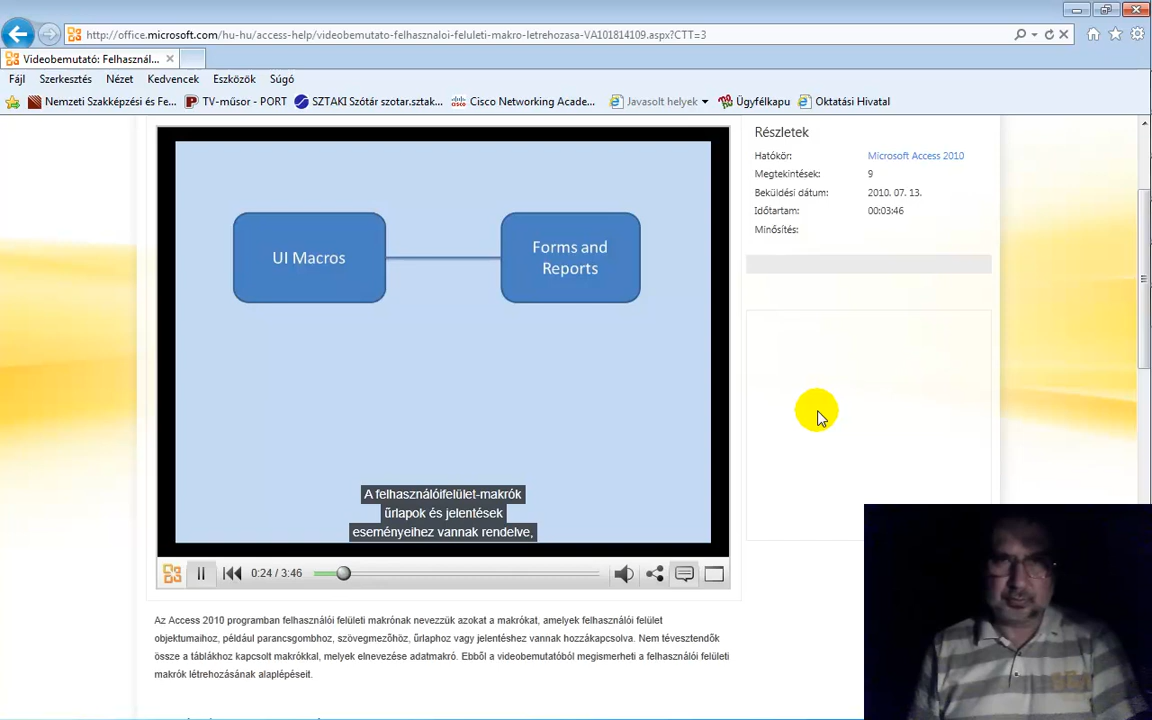 http://office.microsoft.com/hu-hu/access-help/videobemutato-felhasznaloi-feluleti-makro-letrehozasa-VA101814109.aspx?CTT=3
Videobemutató: Felhasznál...
Fájl Szerkesztés Nézet Kedvencek Eszközök Súgó
Nemzeti Szakképzési és Fe... TV-műsor - PORT SZTAKI Szótár szotar.sztak... Cisco Networking Acade... Javasolt helyek Ügyfélkapu Oktatási Hivatal
UI Macros
Forms and
Reports
A felhasználóifelület-makrók
űrlapok és jelentések
eseményeihez vannak rendelve,
0:24 / 3:46
Részletek
Hatókör: Microsoft Access 2010
Megtekintések: 9
Beküldési dátum: 2010. 07. 13.
Időtartam: 00:03:46
Minősítés:
Az Access 2010 programban felhasználói felületi makrónak nevezzük azokat a makrókat, amelyek felhasználói felület
objektumaihoz, például parancsgombhoz, szövegmezőhöz, űrlaphoz vagy jelentéshez vannak hozzákapcsolva. Nem tévesztendők
össze a táblákhoz kapcsolt makrókkal, melyek elnevezése adatmakró. Ebből a videobemutatóból megismerheti a felhasználói felületi
makrók létrehozásának alaplépéseit.